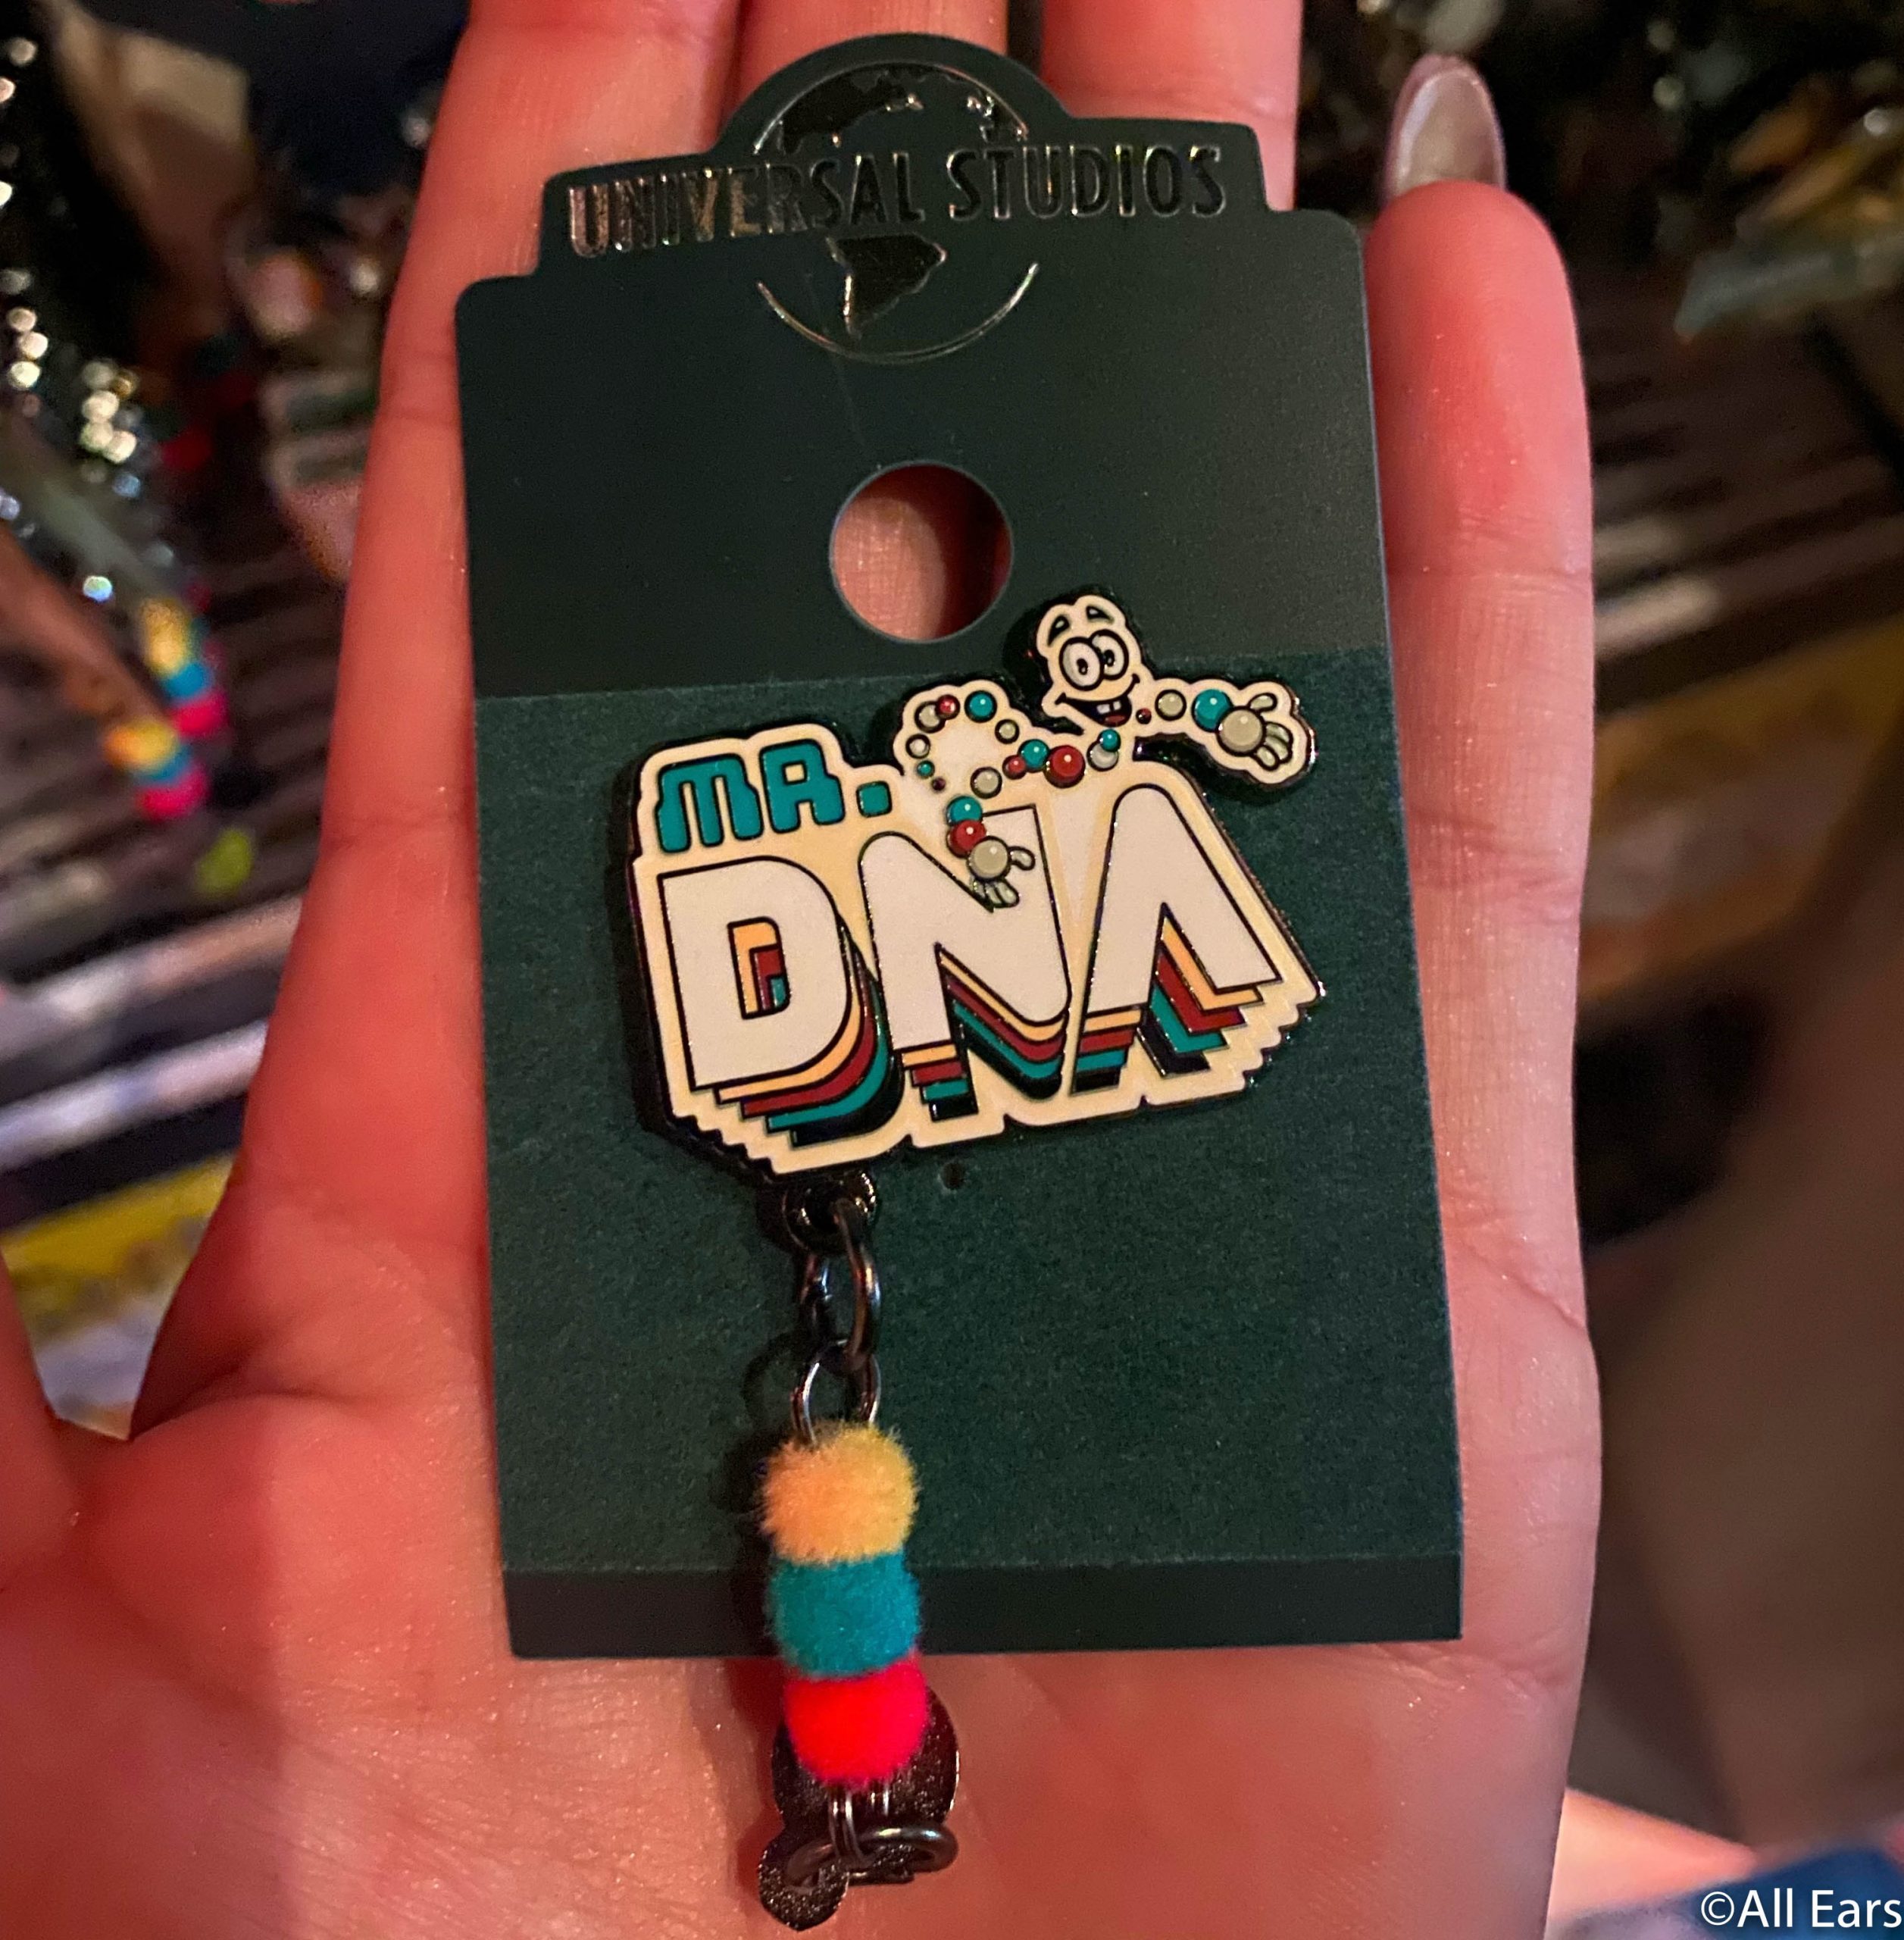 UNIVERSAL STUDIOS
MR.
DNA
©All Ears